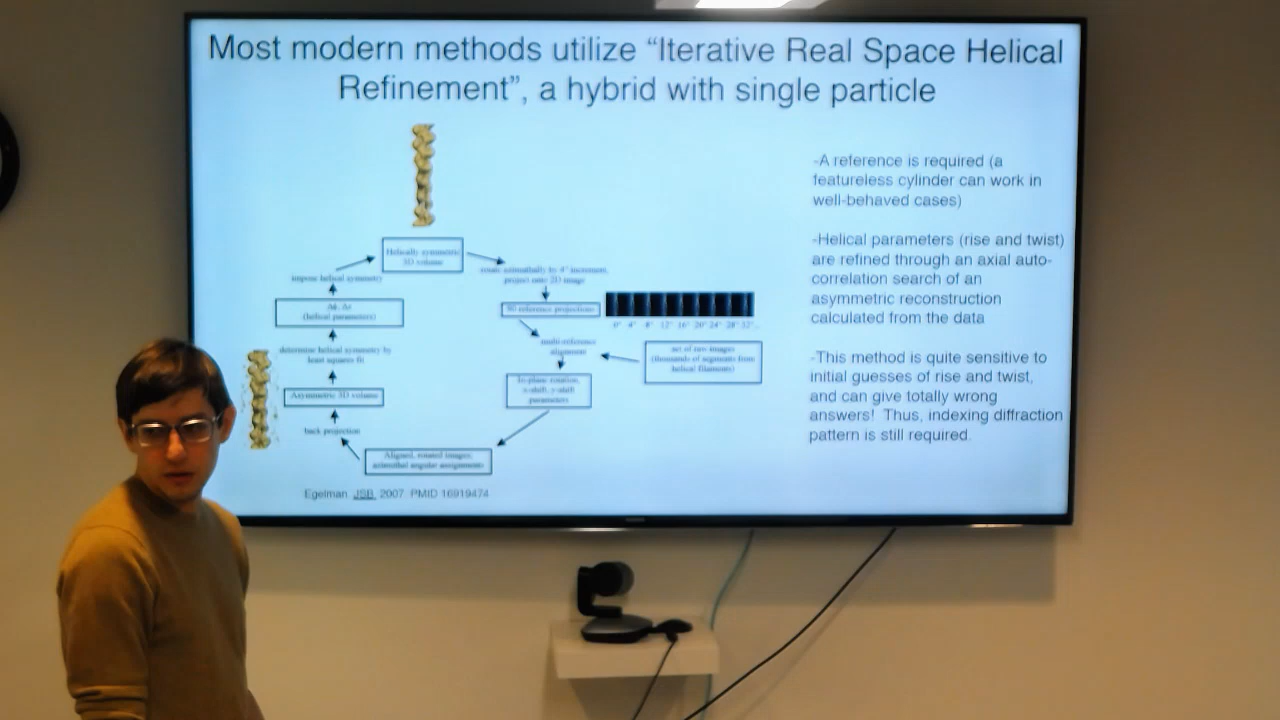 Most modern methods utilize “Iterative Real Space Helical
Refinement”, a hybrid with single particle
-A reference is required (a
featureless cylinder can work in
well-behaved cases)
-Helical parameters (rise and twist)
are refined through an axial auto-
correlation search of an
asymmetric reconstruction
calculated from the data
-This method is quite sensitive to
initial guesses of rise and twist,
and can give totally wrong
answers! Thus, indexing diffraction
pattern is still required.
Helically symmetric
3D volume
rotate azimuthally by 4° increment,
project onto 2D image
90 reference projections
0° 4° 8° 12° 16° 20° 24° 28° 32°...
multi-reference
alignment
set of raw images
(thousands of segments from
helical filaments)
In-plane rotation,
x-shift, y-shift
parameters
Aligned, rotated images;
azimuthal angular assignments
back projection
Asymmetric 3D volume
determine helical symmetry by
least squares fit
(helical parameters)
impose helical symmetry
Egelman JSB, 2007 PMID 16919474